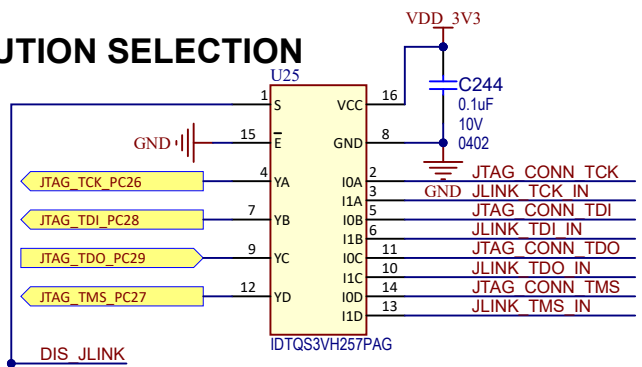 VDD_3V3
UTION SELECTION
U25
1 S VCC 16
C244
0.1uF
10V
0402
GND 15 E GND 8
GND
JTAG_TCK_PC26 4 YA I0A 2 JTAG_CONN_TCK
I1A 3 JLINK_TCK_IN
JTAG_TDI_PC28 7 YB I0B 5 JTAG_CONN_TDI
I1B 6 JLINK_TDI_IN
JTAG_TDO_PC29 9 YC I0C 11 JTAG_CONN_TDO
I1C 10 JLINK_TDO_IN
JTAG_TMS_PC27 12 YD I0D 14 JTAG_CONN_TMS
I1D 13 JLINK_TMS_IN
IDTQS3VH257PAG
DIS_JLINK